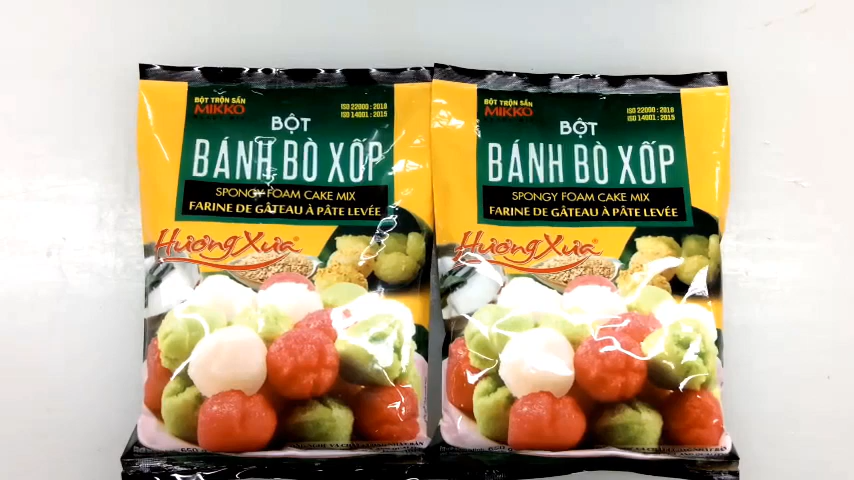 BỘT TRỘN SẴN
MIKKO
ISO 22000 : 2018
ISO 14001 : 2015
BỘT
BÁNH BÒ XỐP
SPONGY FOAM CAKE MIX
FARINE DE GÂTEAU À PÂTE LEVÉE
Hương Xưa®
BỘT TRỘN SẴN
MIKKO
ISO 22000 : 2018
ISO 14001 : 2015
BỘT
BÁNH BÒ XỐP
SPONGY FOAM CAKE MIX
FARINE DE GÂTEAU À PÂTE LEVÉE
Hương Xưa®